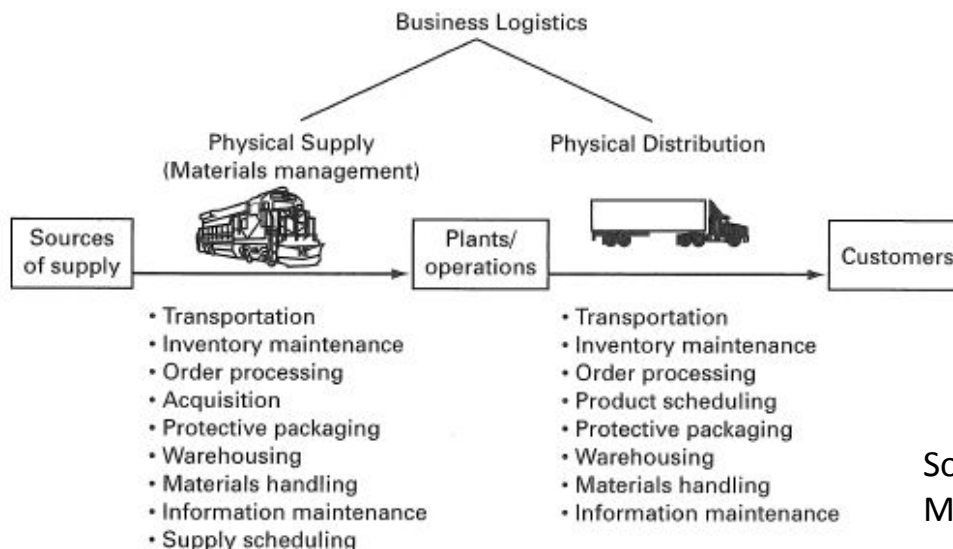 Business Logistics
Physical Supply
(Materials management)
Physical Distribution
Sources
of supply
Plants/
operations
Customers
• Transportation
• Inventory maintenance
• Order processing
• Acquisition
• Protective packaging
• Warehousing
• Materials handling
• Information maintenance
• Supply scheduling
• Transportation
• Inventory maintenance
• Order processing
• Product scheduling
• Protective packaging
• Warehousing
• Materials handling
• Information maintenance